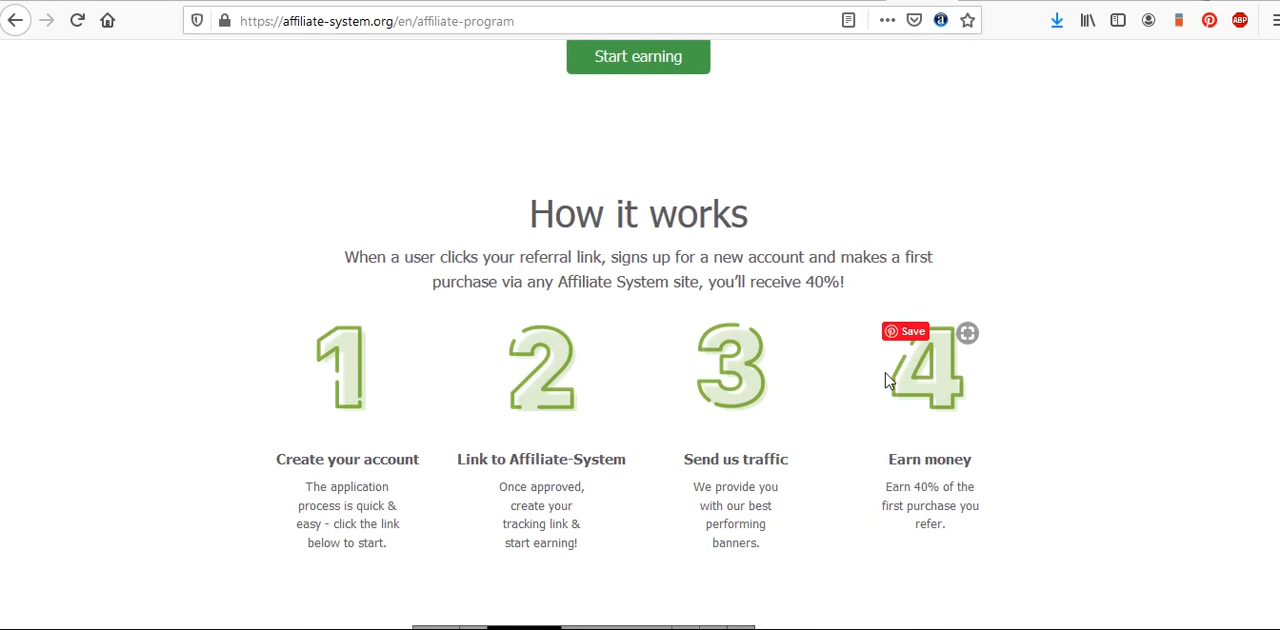 https://affiliate-system.org/en/affiliate-program
a
ABP
Start earning
How it works
When a user clicks your referral link, signs up for a new account and makes a first
purchase via any Affiliate System site, you’ll receive 40%!
1
2
3
4
Save
Create your account
The application
process is quick &
easy - click the link
below to start.
Link to Affiliate-System
Once approved,
create your
tracking link &
start earning!
Send us traffic
We provide you
with our best
performing
banners.
Earn money
Earn 40% of the
first purchase you
refer.